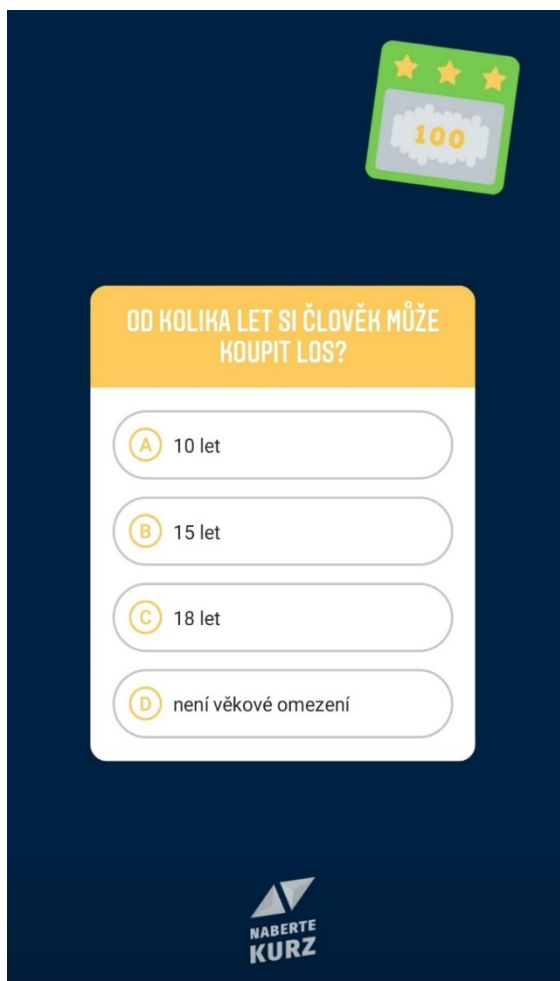 100
OD KOLIKA LET SI ČLOVĚK MŮŽE
KOUPIT LOS?
A 10 let
B 15 let
C 18 let
D není věkové omezení
NABERTE
KURZ